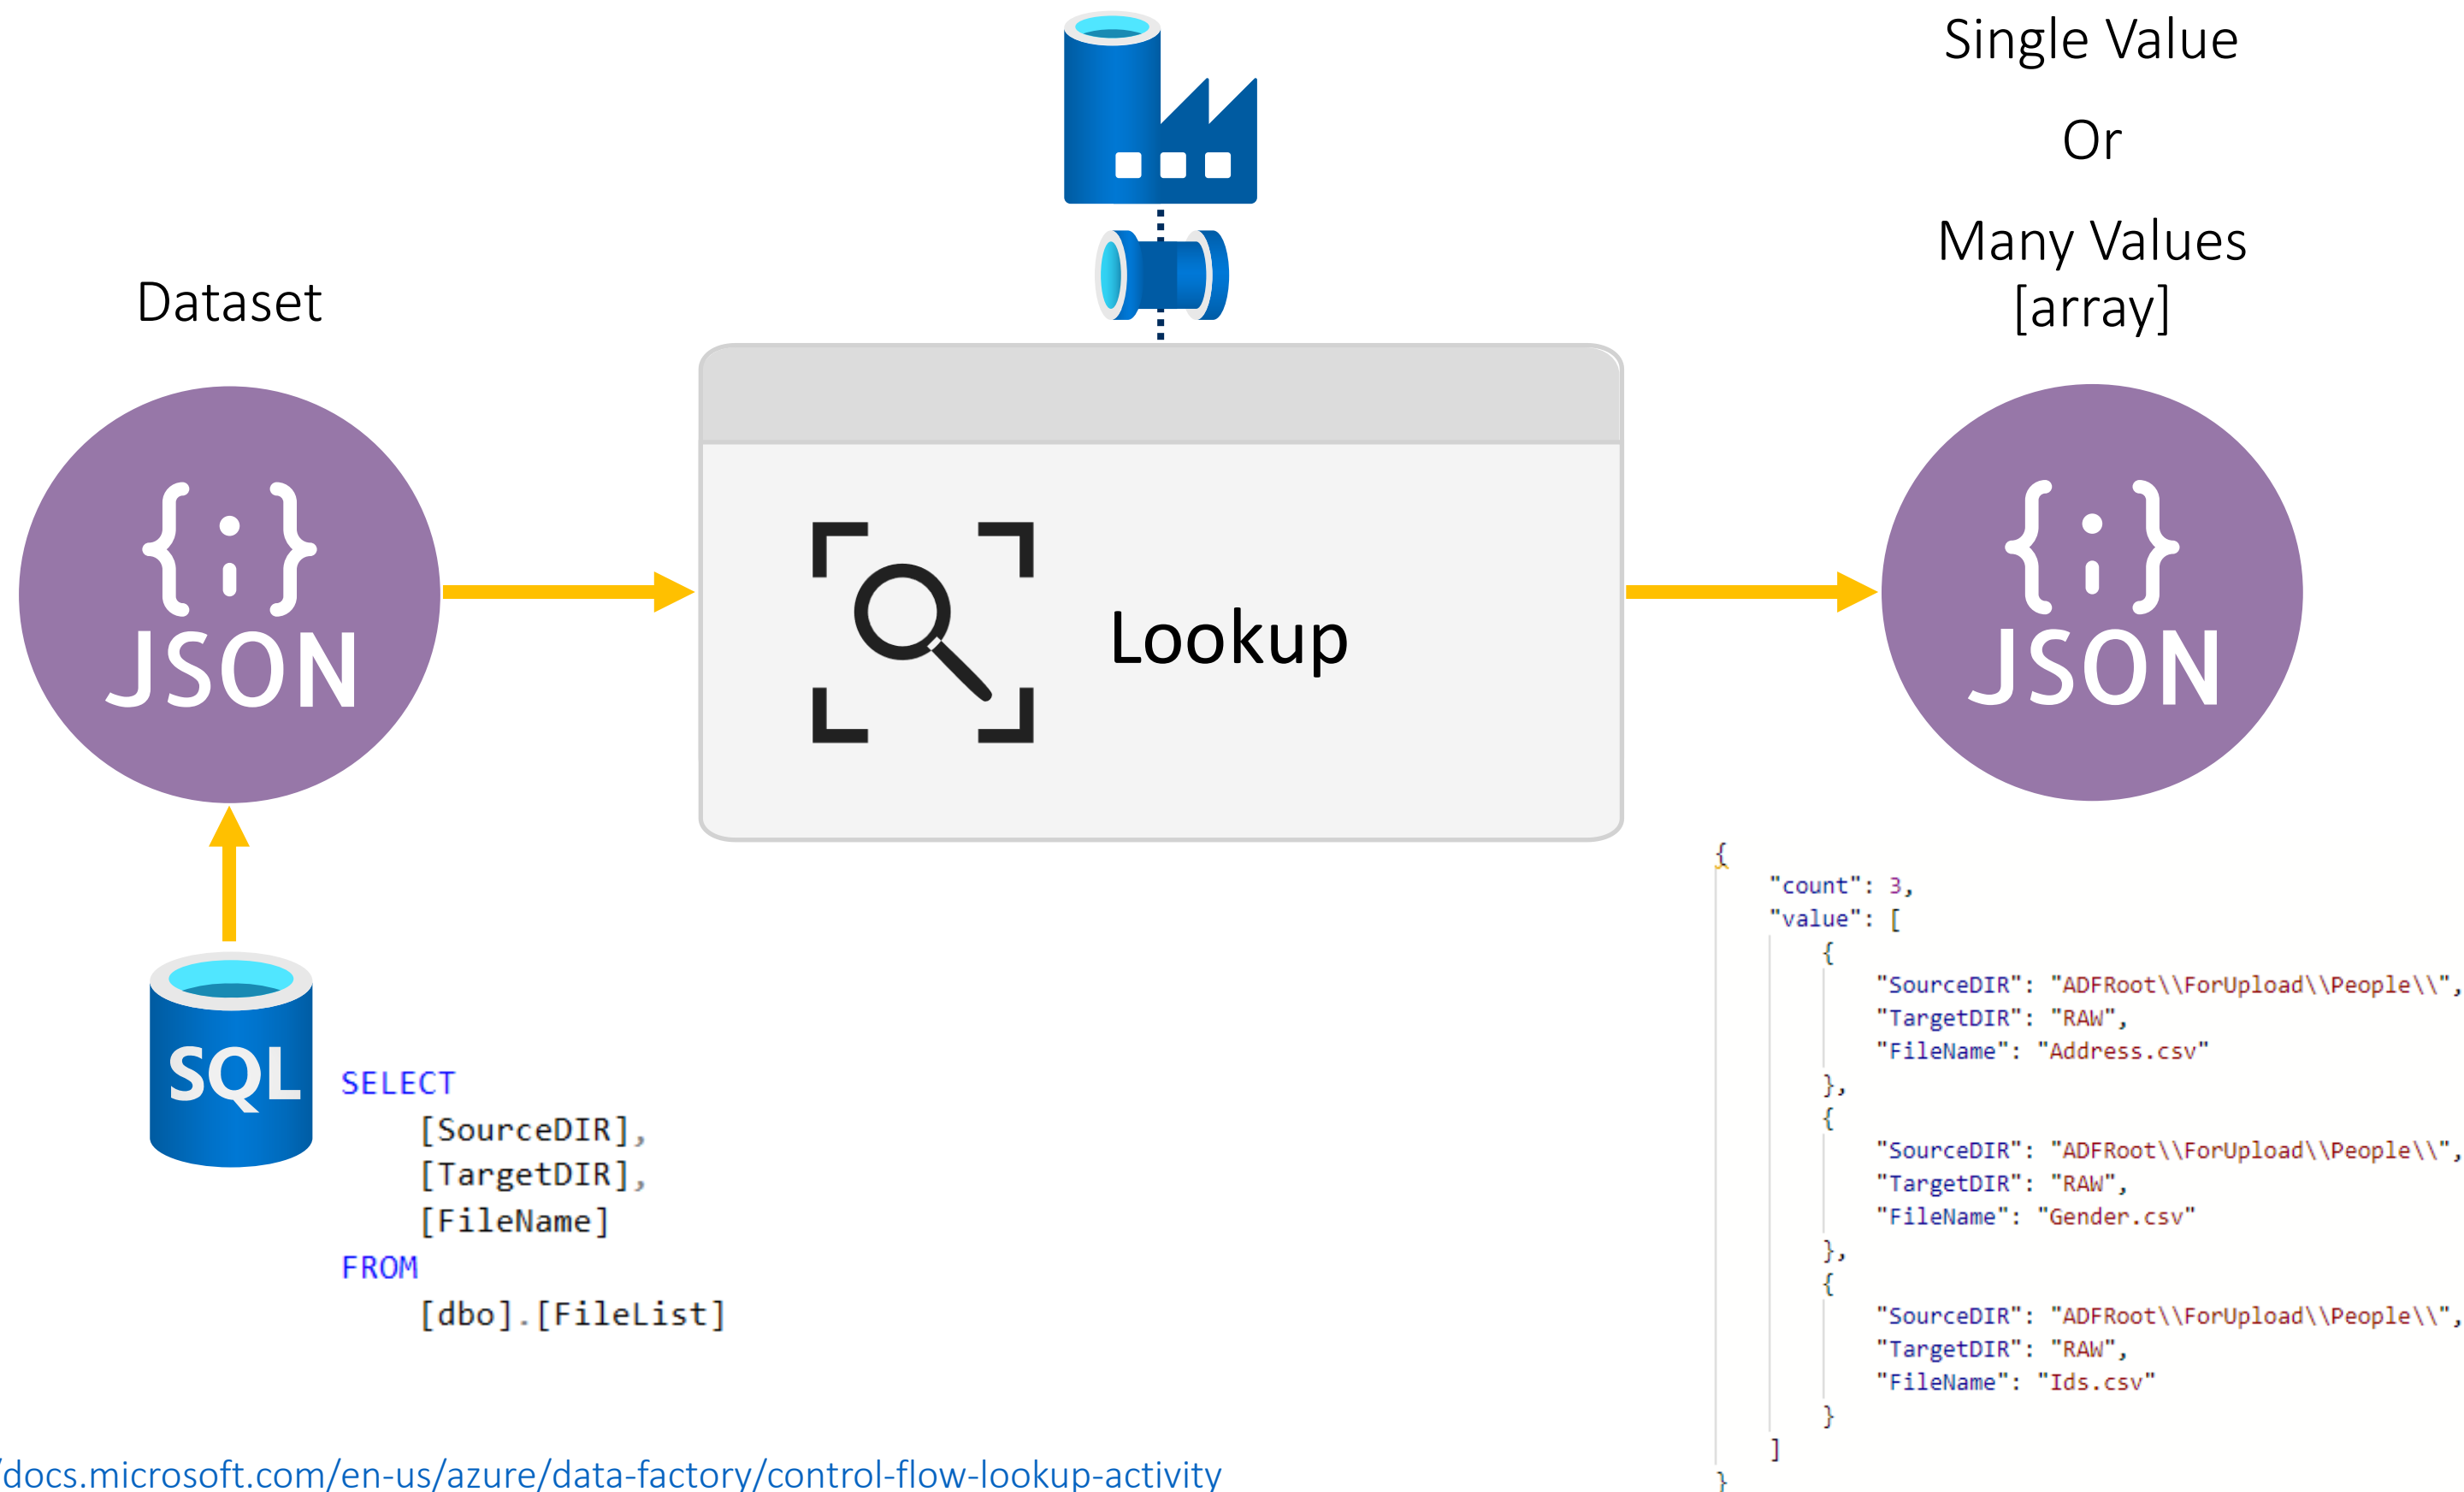 Single Value
Or
Many Values
[array]
Dataset
{;}
JSON
Lookup
{;}
JSON
SQL
SELECT
[SourceDIR],
[TargetDIR],
[FileName]
FROM
[dbo].[FileList]
{
"count": 3,
"value": [
{
"SourceDIR": "ADFRoot\\ForUpload\\People\\",
"TargetDIR": "RAW",
"FileName": "Address.csv"
},
{
"SourceDIR": "ADFRoot\\ForUpload\\People\\",
"TargetDIR": "RAW",
"FileName": "Gender.csv"
},
{
"SourceDIR": "ADFRoot\\ForUpload\\People\\",
"TargetDIR": "RAW",
"FileName": "Ids.csv"
}
]
}
/docs.microsoft.com/en-us/azure/data-factory/control-flow-lookup-activity